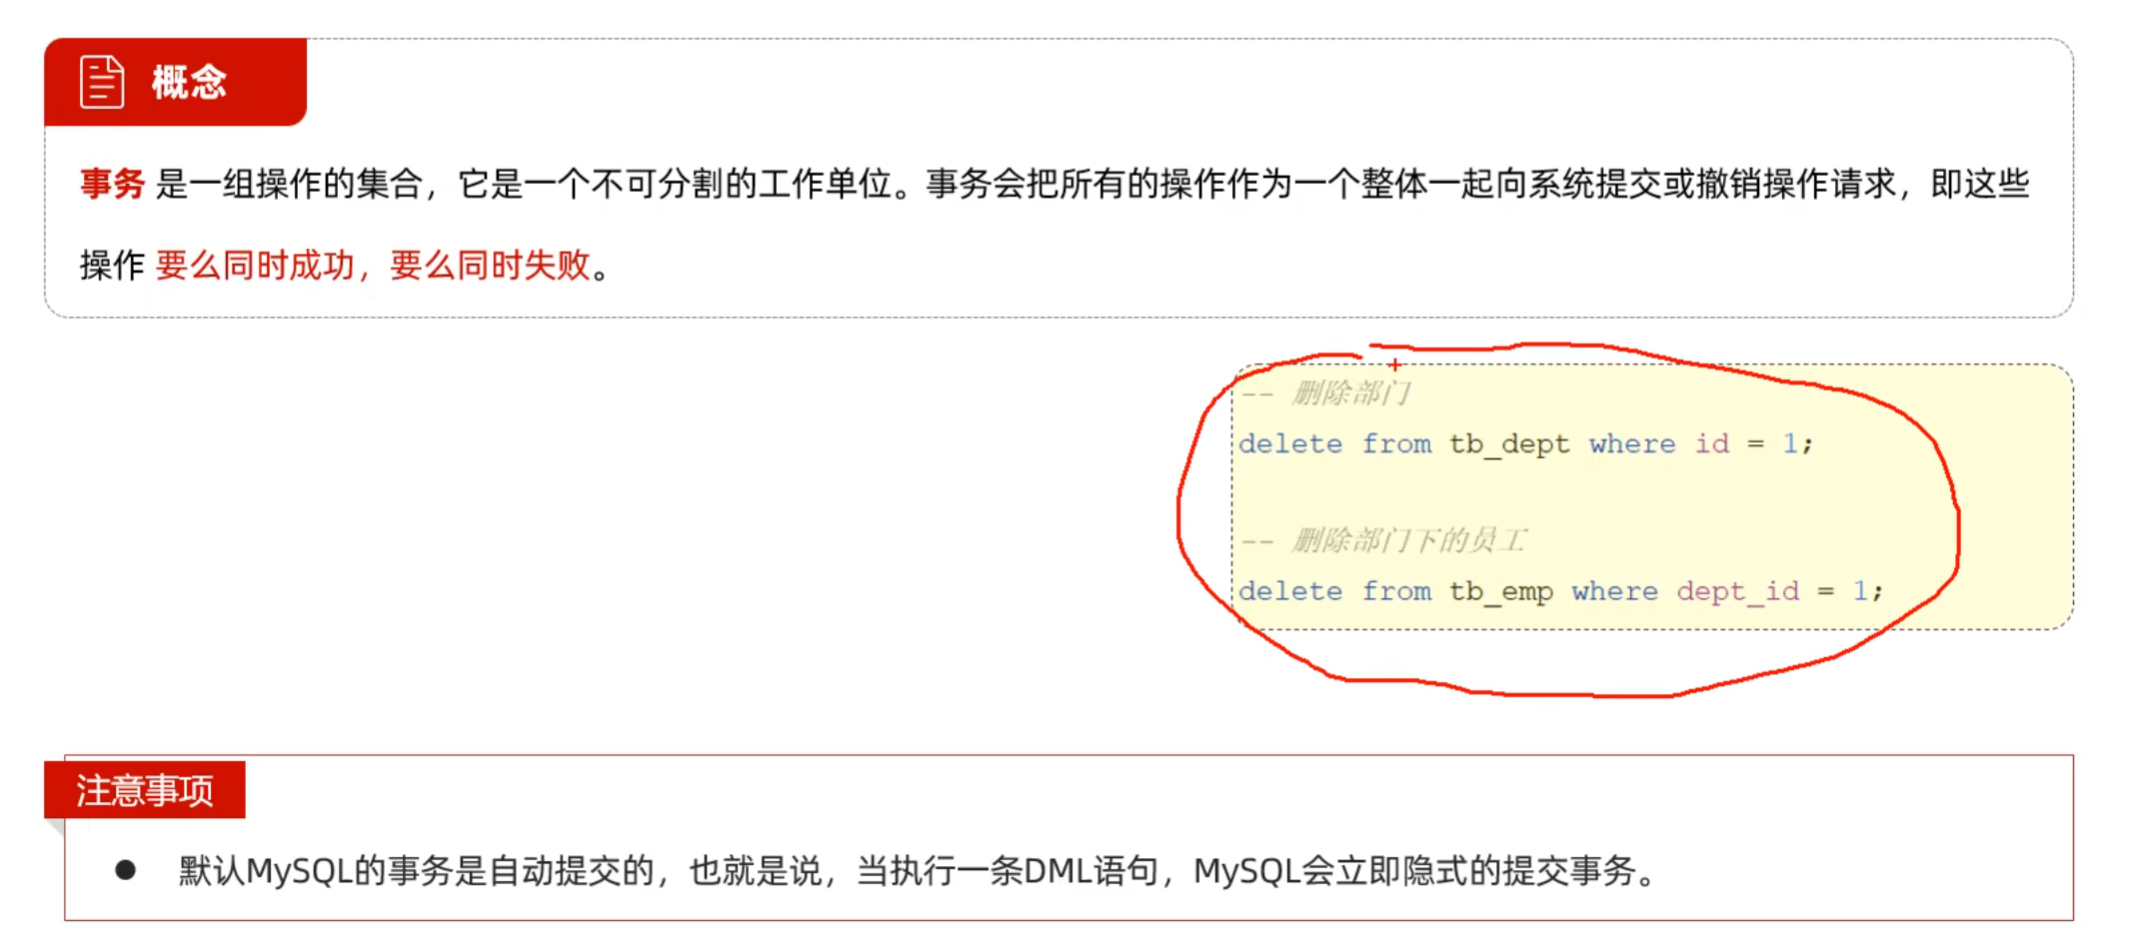 概念
事务 是一组操作的集合，它是一个不可分割的工作单位。事务会把所有的操作作为一个整体一起向系统提交或撤销操作请求，即这些
操作 要么同时成功，要么同时失败。
-- 删除部门
delete from tb_dept where id = 1;
-- 删除部门下的员工
delete from tb_emp where dept_id = 1;
注意事项
● 默认MySQL的事务是自动提交的，也就是说，当执行一条DML语句，MySQL会立即隐式的提交事务。